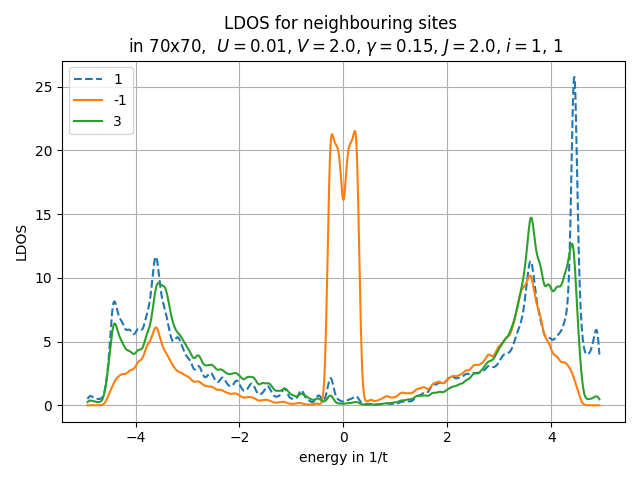 LDOS for neighbouring sites
in 70x70, U = 0.01, V = 2.0, γ = 0.15, J = 2.0, i = 1, 1
1
-1
3
LDOS
25
20
15
10
5
0
−4 −2 0 2 4
energy in 1/t